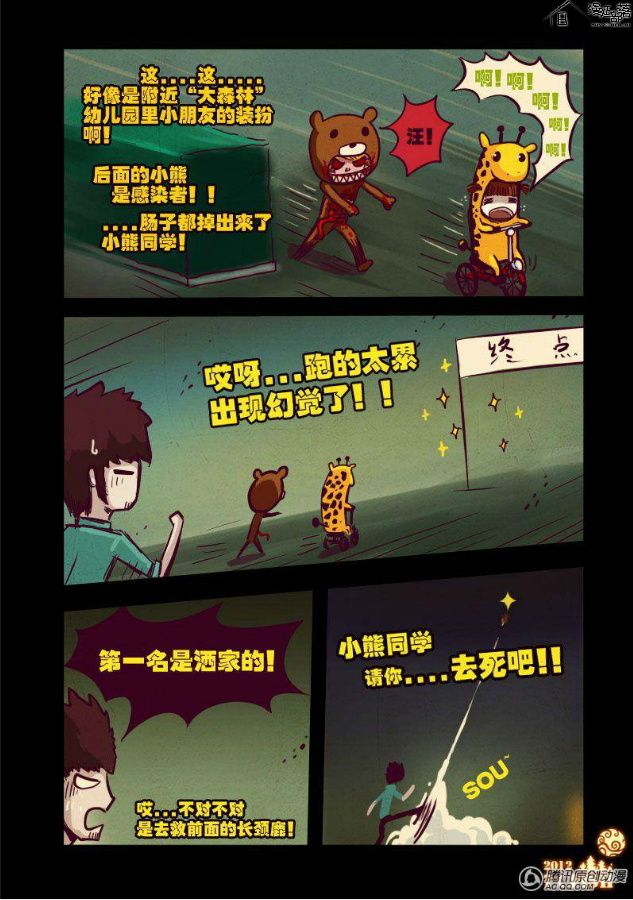 漫画部落
这....这.....
好像是附近“大森林”
幼儿园里小朋友的装扮
啊！
后面的小熊
是感染者！！
....肠子都掉出来了
小熊同学！
汪！
啊！啊！
啊！
啊！
啊！
哎呀...跑的太累
出现幻觉了！！
终 点
第一名是洒家的！
哎...不对不对
是去救前面的长颈鹿！
小熊同学
请你....去死吧!!
SOU~
2012
腾讯原创动漫
AC.QQ.COM